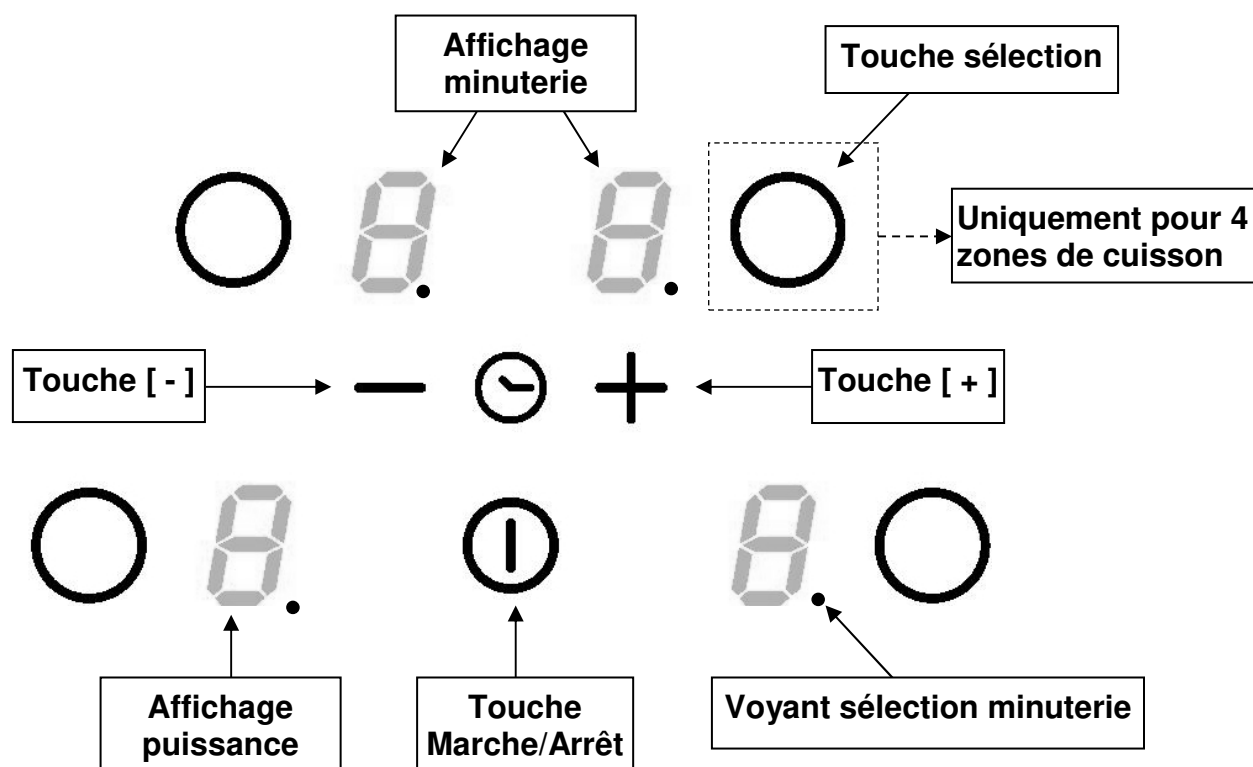 Affichage
minuterie
Touche sélection
Uniquement pour 4
zones de cuisson
Touche [ - ]
Touche [ + ]
Affichage
puissance
Touche
Marche/Arrêt
Voyant sélection minuterie